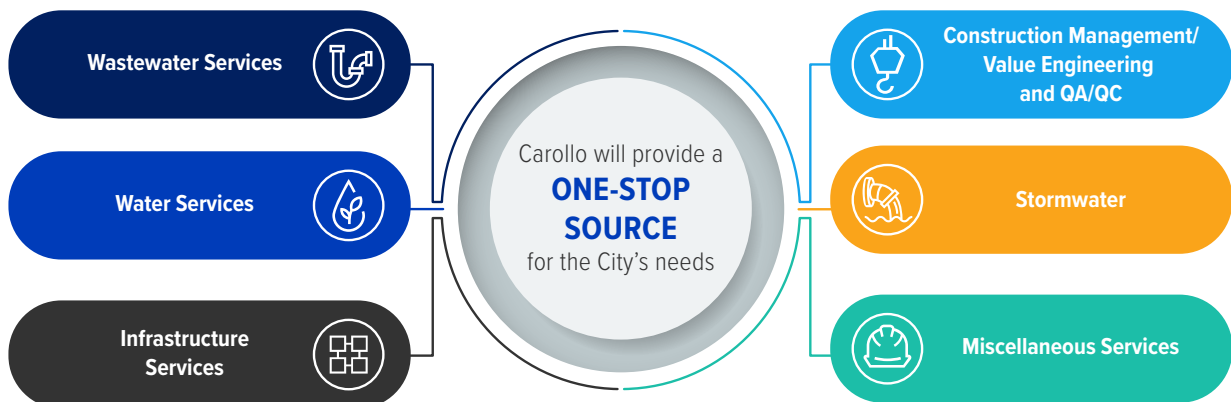 Wastewater Services
Water Services
Infrastructure
Services
Carollo will provide a
ONE-STOP
SOURCE
for the City's needs
Construction Management/
Value Engineering
and QA/QC
Stormwater
Miscellaneous Services